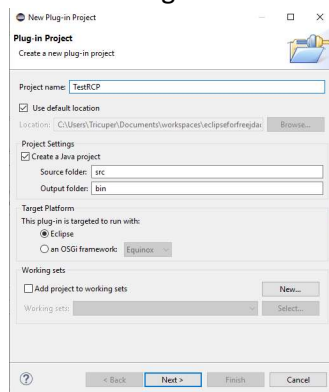 New Plug-in Project
Plug-in Project
Create a new plug-in project
Project name: TestRCP
Use default location
Location: C:\Users\Tricuper\Documents\workspaces\eclipseforfreejdar Browse...
Project Settings
Create a Java project
Source folder: src
Output folder: bin
Target Platform
This plug-in is targeted to run with:
Eclipse
an OSGi framework: Equinox
Working sets
Add project to working sets New...
Working sets: Select...
< Back Next > Finish Cancel